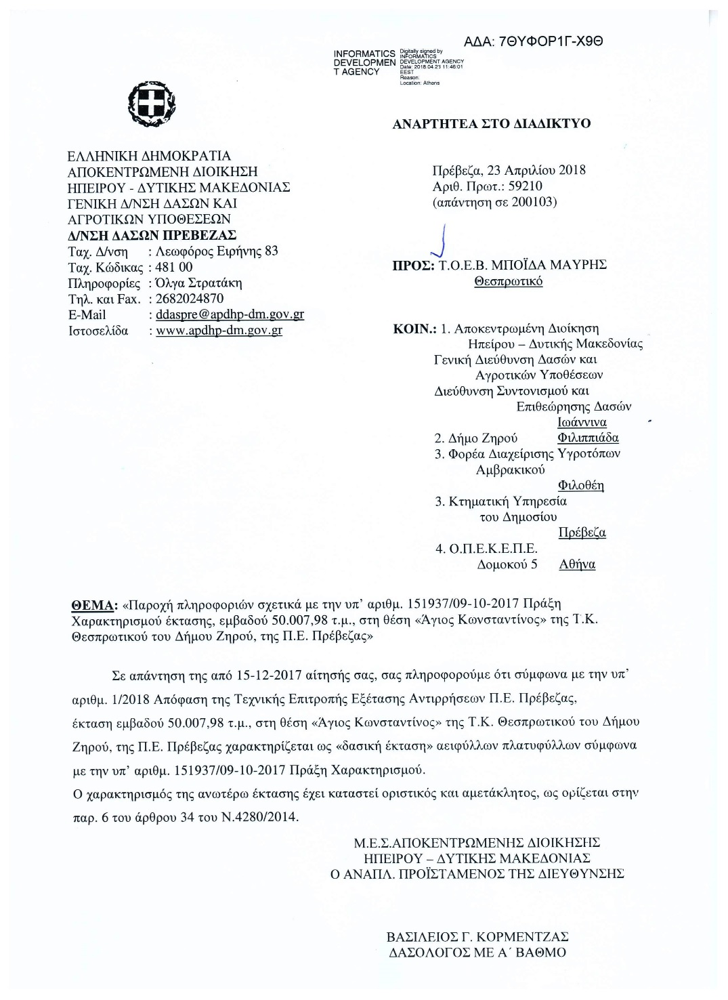 ΑΔΑ: 7ΘΥΦΟΡ1Γ-Χ9Θ
INFORMATICS
DEVELOPMEN
T AGENCY
Digitally signed by
INFORMATICS
DEVELOPMENT AGENCY
Date: 2018.04.23 11:46:01
EEST
Reason:
Location: Athens
ΑΝΑΡΤΗΤΕΑ ΣΤΟ ΔΙΑΔΙΚΤΥΟ
ΕΛΛΗΝΙΚΗ ΔΗΜΟΚΡΑΤΙΑ
ΑΠΟΚΕΝΤΡΩΜΕΝΗ ΔΙΟΙΚΗΣΗ
ΗΠΕΙΡΟΥ - ΔΥΤΙΚΗΣ ΜΑΚΕΔΟΝΙΑΣ
ΓΕΝΙΚΗ Δ/ΝΣΗ ΔΑΣΩΝ ΚΑΙ
ΑΓΡΟΤΙΚΩΝ ΥΠΟΘΕΣΕΩΝ
Δ/ΝΣΗ ΔΑΣΩΝ ΠΡΕΒΕΖΑΣ
Ταχ. Δ/νση : Λεωφόρος Ειρήνης 83
Ταχ. Κώδικας : 481 00
Πληροφορίες : Όλγα Στρατάκη
Τηλ. και Fax. : 2682024870
E-Mail : ddaspre@apdhp-dm.gov.gr
Ιστοσελίδα : www.apdhp-dm.gov.gr
Πρέβεζα, 23 Απριλίου 2018
Αριθ. Πρωτ.: 59210
(απάντηση σε 200103)
ΠΡΟΣ: Τ.Ο.Ε.Β. ΜΠΟΪΔΑ ΜΑΥΡΗΣ
Θεσπρωτικό
ΚΟΙΝ.: 1. Αποκεντρωμένη Διοίκηση
Ηπείρου – Δυτικής Μακεδονίας
Γενική Διεύθυνση Δασών και
Αγροτικών Υποθέσεων
Διεύθυνση Συντονισμού και
Επιθεώρησης Δασών
Ιωάννινα
2. Δήμο Ζηρού Φιλιππιάδα
3. Φορέα Διαχείρισης Υγροτόπων
Αμβρακικού
Φιλοθέη
3. Κτηματική Υπηρεσία
του Δημοσίου
Πρέβεζα
4. Ο.Π.Ε.Κ.Ε.Π.Ε.
Δομοκού 5 Αθήνα
ΘΕΜΑ: «Παροχή πληροφοριών σχετικά με την υπ’ αριθμ. 151937/09-10-2017 Πράξη
Χαρακτηρισμού έκτασης, εμβαδού 50.007,98 τ.μ., στη θέση «Άγιος Κωνσταντίνος» της Τ.Κ.
Θεσπρωτικού του Δήμου Ζηρού, της Π.Ε. Πρέβεζας»
Σε απάντηση της από 15-12-2017 αίτησής σας, σας πληροφορούμε ότι σύμφωνα με την υπ’
αριθμ. 1/2018 Απόφαση της Τεχνικής Επιτροπής Εξέτασης Αντιρρήσεων Π.Ε. Πρέβεζας,
έκταση εμβαδού 50.007,98 τ.μ., στη θέση «Άγιος Κωνσταντίνος» της Τ.Κ. Θεσπρωτικού του Δήμου
Ζηρού, της Π.Ε. Πρέβεζας χαρακτηρίζεται ως «δασική έκταση» αειφύλλων πλατυφύλλων σύμφωνα
με την υπ’ αριθμ. 151937/09-10-2017 Πράξη Χαρακτηρισμού.
Ο χαρακτηρισμός της ανωτέρω έκτασης έχει καταστεί οριστικός και αμετάκλητος, ως ορίζεται στην
παρ. 6 του άρθρου 34 του Ν.4280/2014.
Μ.Ε.Σ.ΑΠΟΚΕΝΤΡΩΜΕΝΗΣ ΔΙΟΙΚΗΣΗΣ
ΗΠΕΙΡΟΥ – ΔΥΤΙΚΗΣ ΜΑΚΕΔΟΝΙΑΣ
Ο ΑΝΑΠΛ. ΠΡΟΪΣΤΑΜΕΝΟΣ ΤΗΣ ΔΙΕΥΘΥΝΣΗΣ
ΒΑΣΙΛΕΙΟΣ Γ. ΚΟΡΜΕΝΤΖΑΣ
ΔΑΣΟΛΟΓΟΣ ΜΕ Α΄ ΒΑΘΜΟ